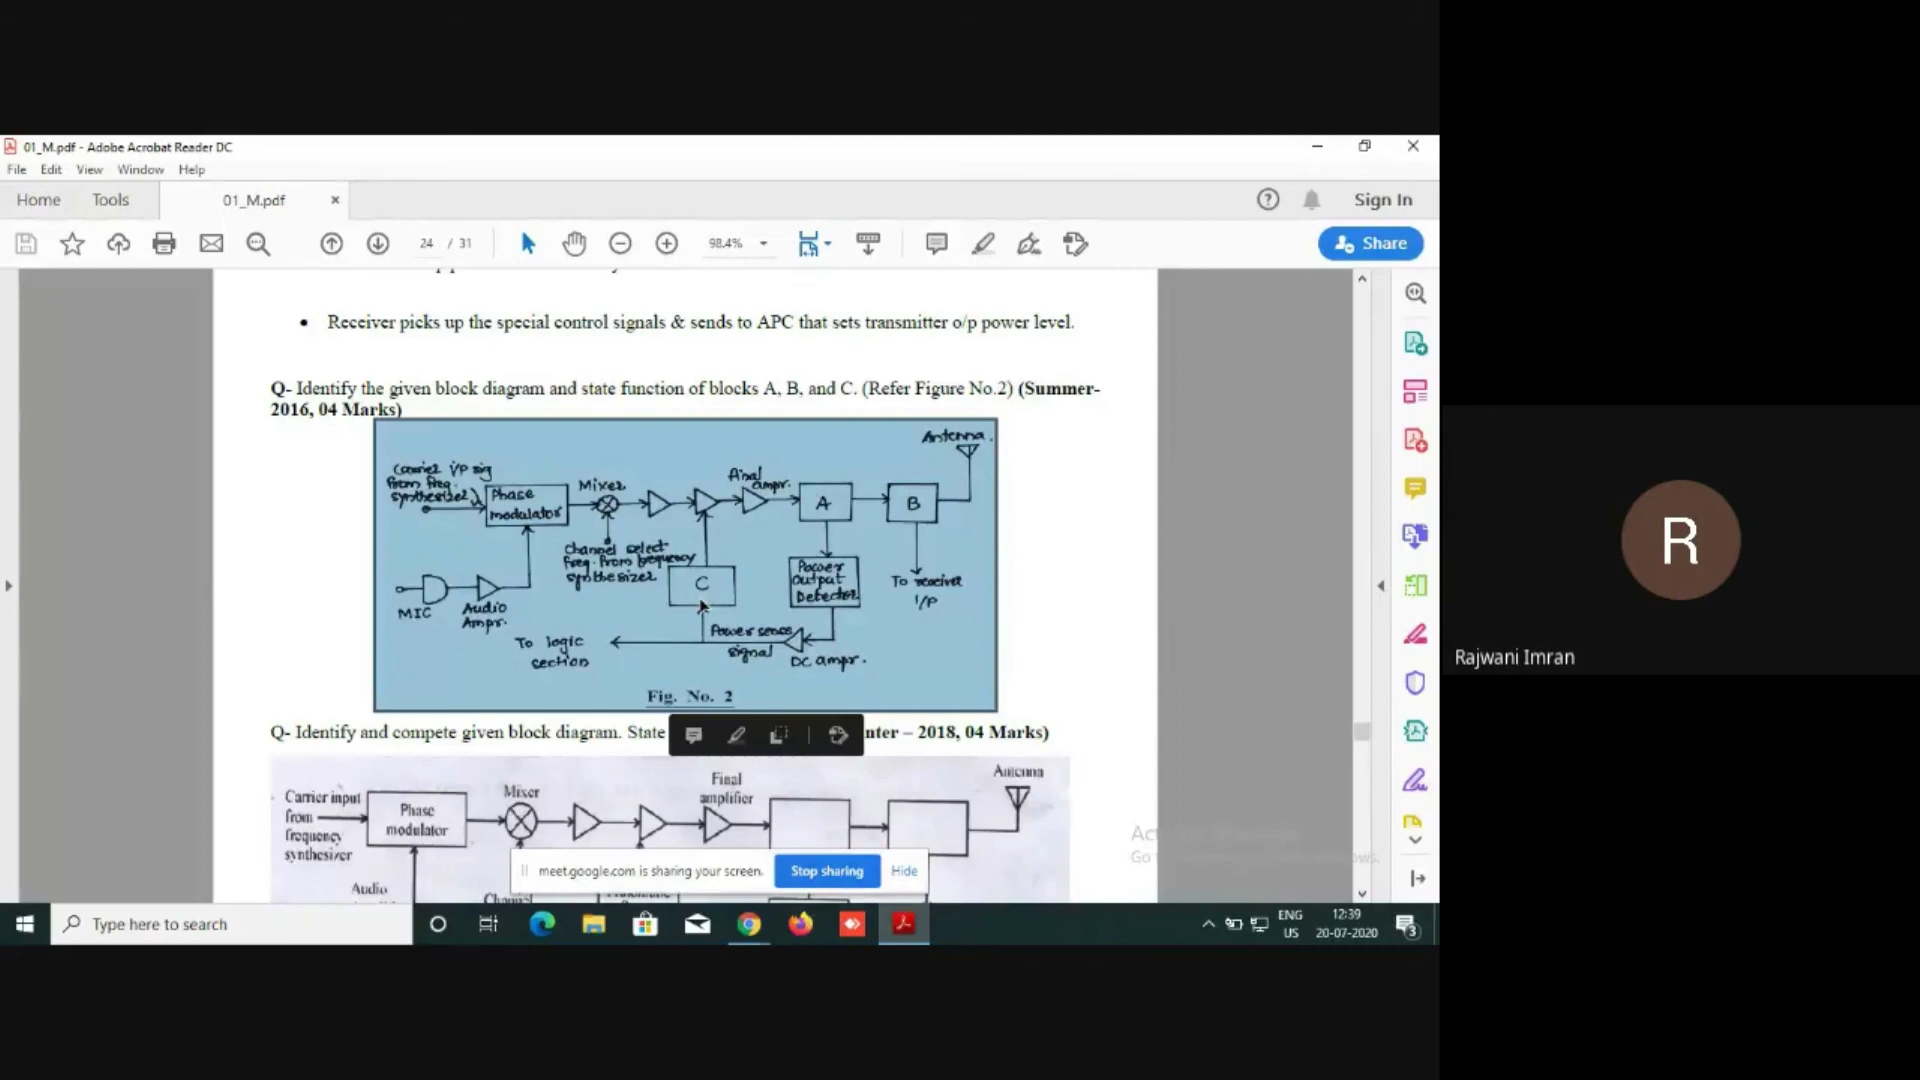 01_M.pdf - Adobe Acrobat Reader DC
File Edit View Window Help
Home Tools 01_M.pdf Sign In
24 / 31 98.4% Share
• Receiver picks up the special control signals & sends to APC that sets transmitter o/p power level.
Q- Identify the given block diagram and state function of blocks A, B, and C. (Refer Figure No.2) (Summer-
2016, 04 Marks)
Antenna.
Carrier i/p sig
from freq.
synthesizer
Phase
modulator
Mixer
Final
ampr.
A
B
Channel select
freq. from frequency
synthesizer
C
Power
Output
Detector
To receiver
i/p
MIC
Audio
Ampr.
To logic
section
Power sense
signal
DC ampr.
Fig. No. 2
Q- Identify and compete given block diagram. State nter – 2018, 04 Marks)
Carrier input
from
frequency
synthesizer
Phase
modulator
Mixer
Final
amplifier
Antenna
Audio
meet.google.com is sharing your screen. Stop sharing Hide
Type here to search
ENG
US
12:39
20-07-2020
3
R
Rajwani Imran